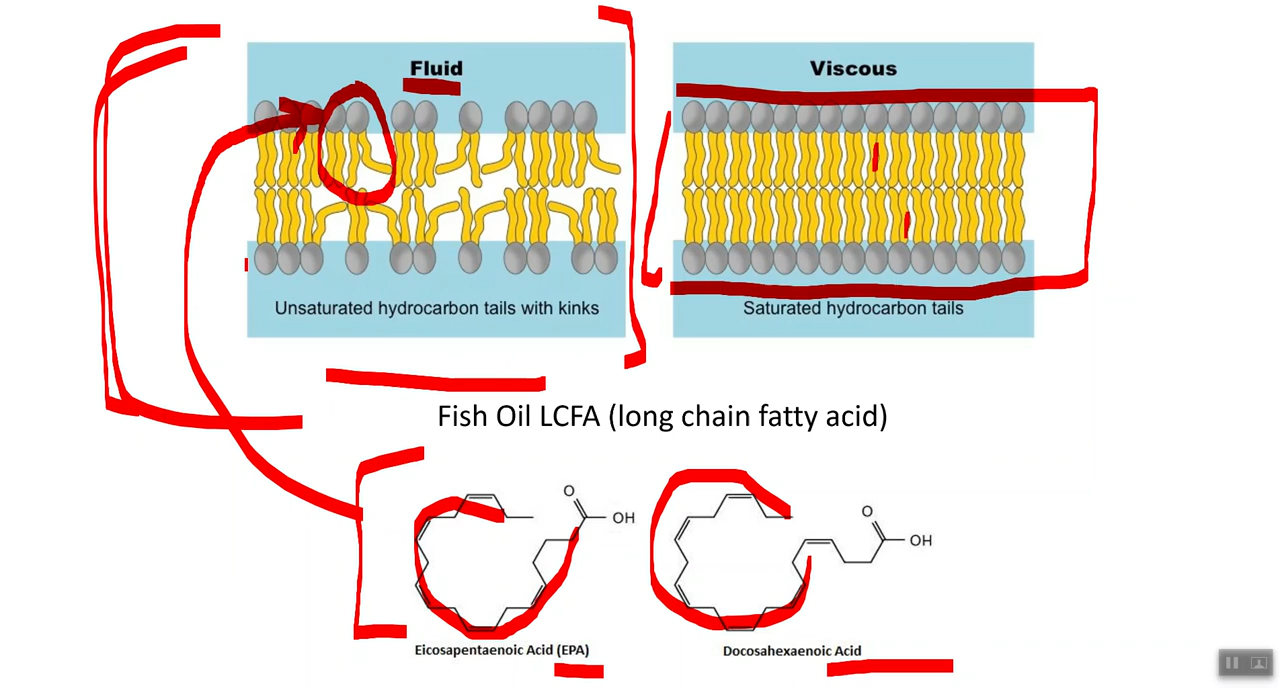 Fluid
Viscous
Unsaturated hydrocarbon tails with kinks
Saturated hydrocarbon tails
Fish Oil LCFA (long chain fatty acid)
O
OH
O
OH
Eicosapentaenoic Acid (EPA)
Docosahexaenoic Acid